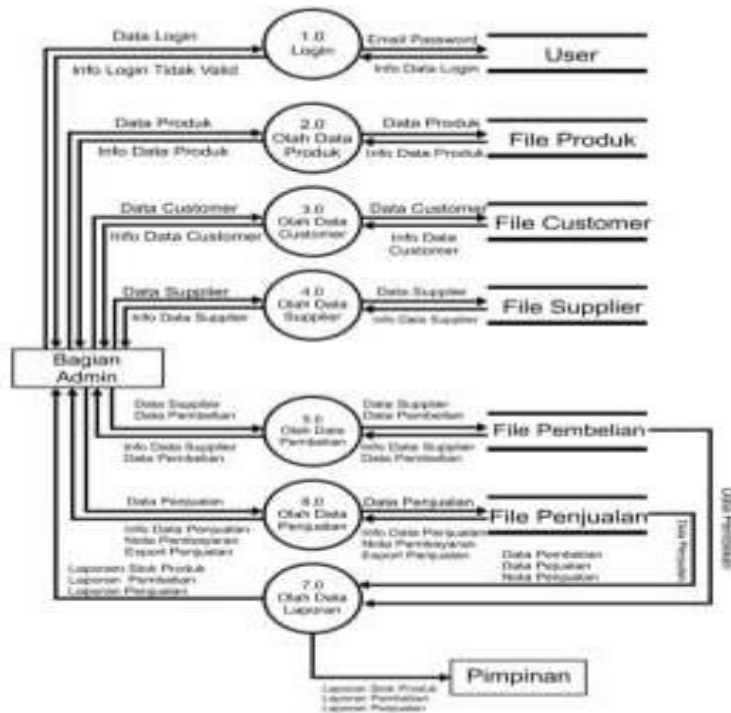 Data Login
Info Login Tidak Valid
1.0
Login
Email Password
Info Data Login
User
Data Produk
Info Data Produk
2.0
Olah Data
Produk
Data Produk
Info Data Produk
File Produk
Data Customer
Info Data Customer
3.0
Olah Data
Customer
Data Customer
Info Data
Customer
File Customer
Data Supplier
Info Data Supplier
4.0
Olah Data
Supplier
Data Supplier
Info Data Supplier
File Supplier
Bagian
Admin
Data Supplier
Data Pembelian
Info Data Supplier
Data Pembelian
5.0
Olah Data
Pembelian
Data Supplier
Data Pembelian
Info Data Supplier
Data Pembelian
File Pembelian
Data Pembelian
Data Penjualan
Info Data Penjualan
Nota Pembayaran
Export Penjualan
6.0
Olah Data
Penjualan
Data Penjualan
Info Data Penjualan
Nota Pembayaran
Export Penjualan
File Penjualan
Data Penjualan
Laporan Stok Produk
Laporan Pembelian
Laporan Penjualan
7.0
Olah Data
Laporan
Data Pembelian
Data Pejualan
Nota Penjualan
Laporan Stok Produk
Laporan Pembelian
Laporan Penjualan
Pimpinan